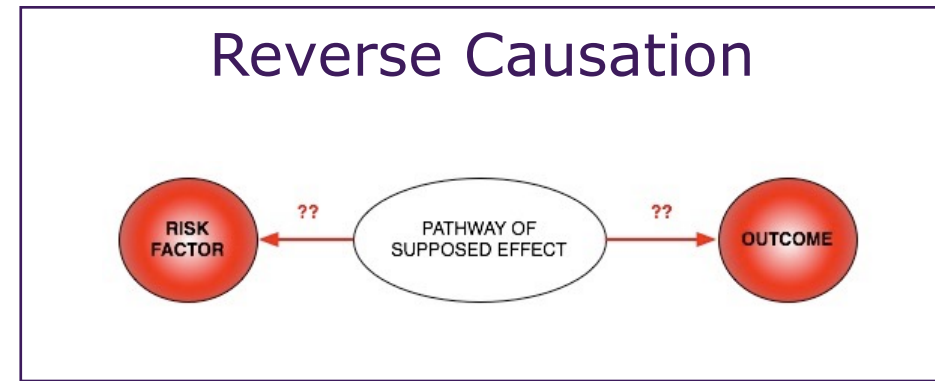 Reverse Causation
RISK
FACTOR
??
PATHWAY OF
SUPPOSED EFFECT
??
OUTCOME